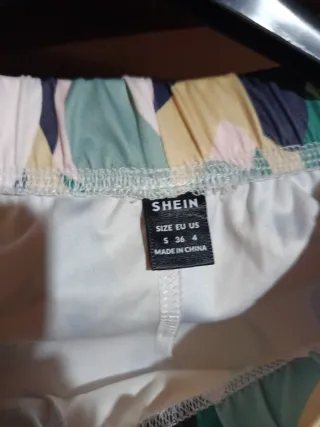 SHEIN
SIZE EU US
S 36 4
MADE IN CHINA